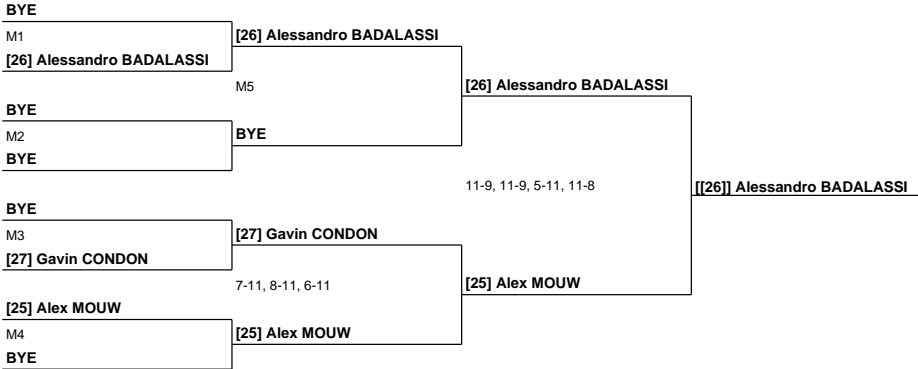 BYE
M1
[26] Alessandro BADALASSI
[26] Alessandro BADALASSI
M5
[26] Alessandro BADALASSI
BYE
M2
BYE
BYE
11-9, 11-9, 5-11, 11-8
[[26]] Alessandro BADALASSI
BYE
M3
[27] Gavin CONDON
[27] Gavin CONDON
7-11, 8-11, 6-11
[25] Alex MOUW
[25] Alex MOUW
M4
[25] Alex MOUW
BYE